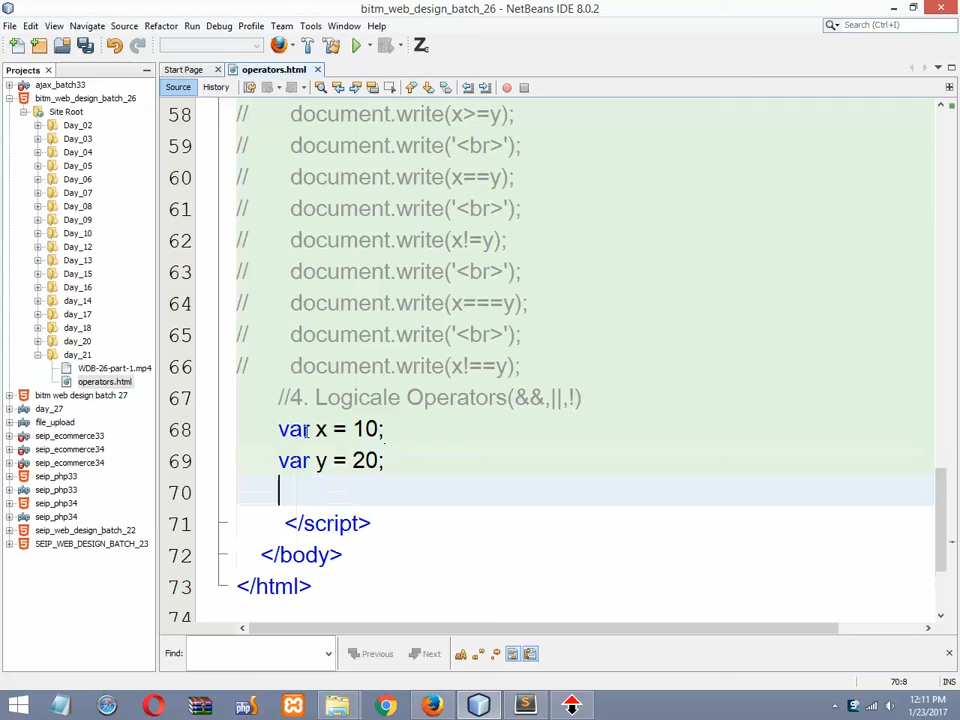 bitm_web_design_batch_26 - NetBeans IDE 8.0.2
File Edit View Navigate Source Refactor Run Debug Profile Team Tools Window Help
Search (Ctrl+I)
Projects
Start Page
operators.html
Source History
ajax_batch33
bitm_web_design_batch_26
Site Root
Day_02
Day_03
Day_04
Day_05
Day_06
Day_07
Day_08
Day_09
Day_10
Day_12
Day_13
Day_15
Day_16
day_14
day_17
day_18
day_20
day_21
WDB-26-part-1.mp4
operators.html
bitm web design batch 27
day_27
file_upload
seip_ecommerce33
seip_ecommerce34
seip_ecommerce34
seip_php33
seip_php33
seip_php34
seip_php34
seip_web_design_batch_22
SEIP_WEB_DESIGN_BATCH_23
58 // document.write(x>=y);
59 // document.write('<br>');
60 // document.write(x==y);
61 // document.write('<br>');
62 // document.write(x!=y);
63 // document.write('<br>');
64 // document.write(x===y);
65 // document.write('<br>');
66 // document.write(x!==y);
67 //4. Logicale Operators(&&,||,!)
68 var x = 10;
69 var y = 20;
70
71 </script>
72 </body>
73 </html>
74
Find:
Previous
Next
70:8
INS
12:11 PM
1/23/2017